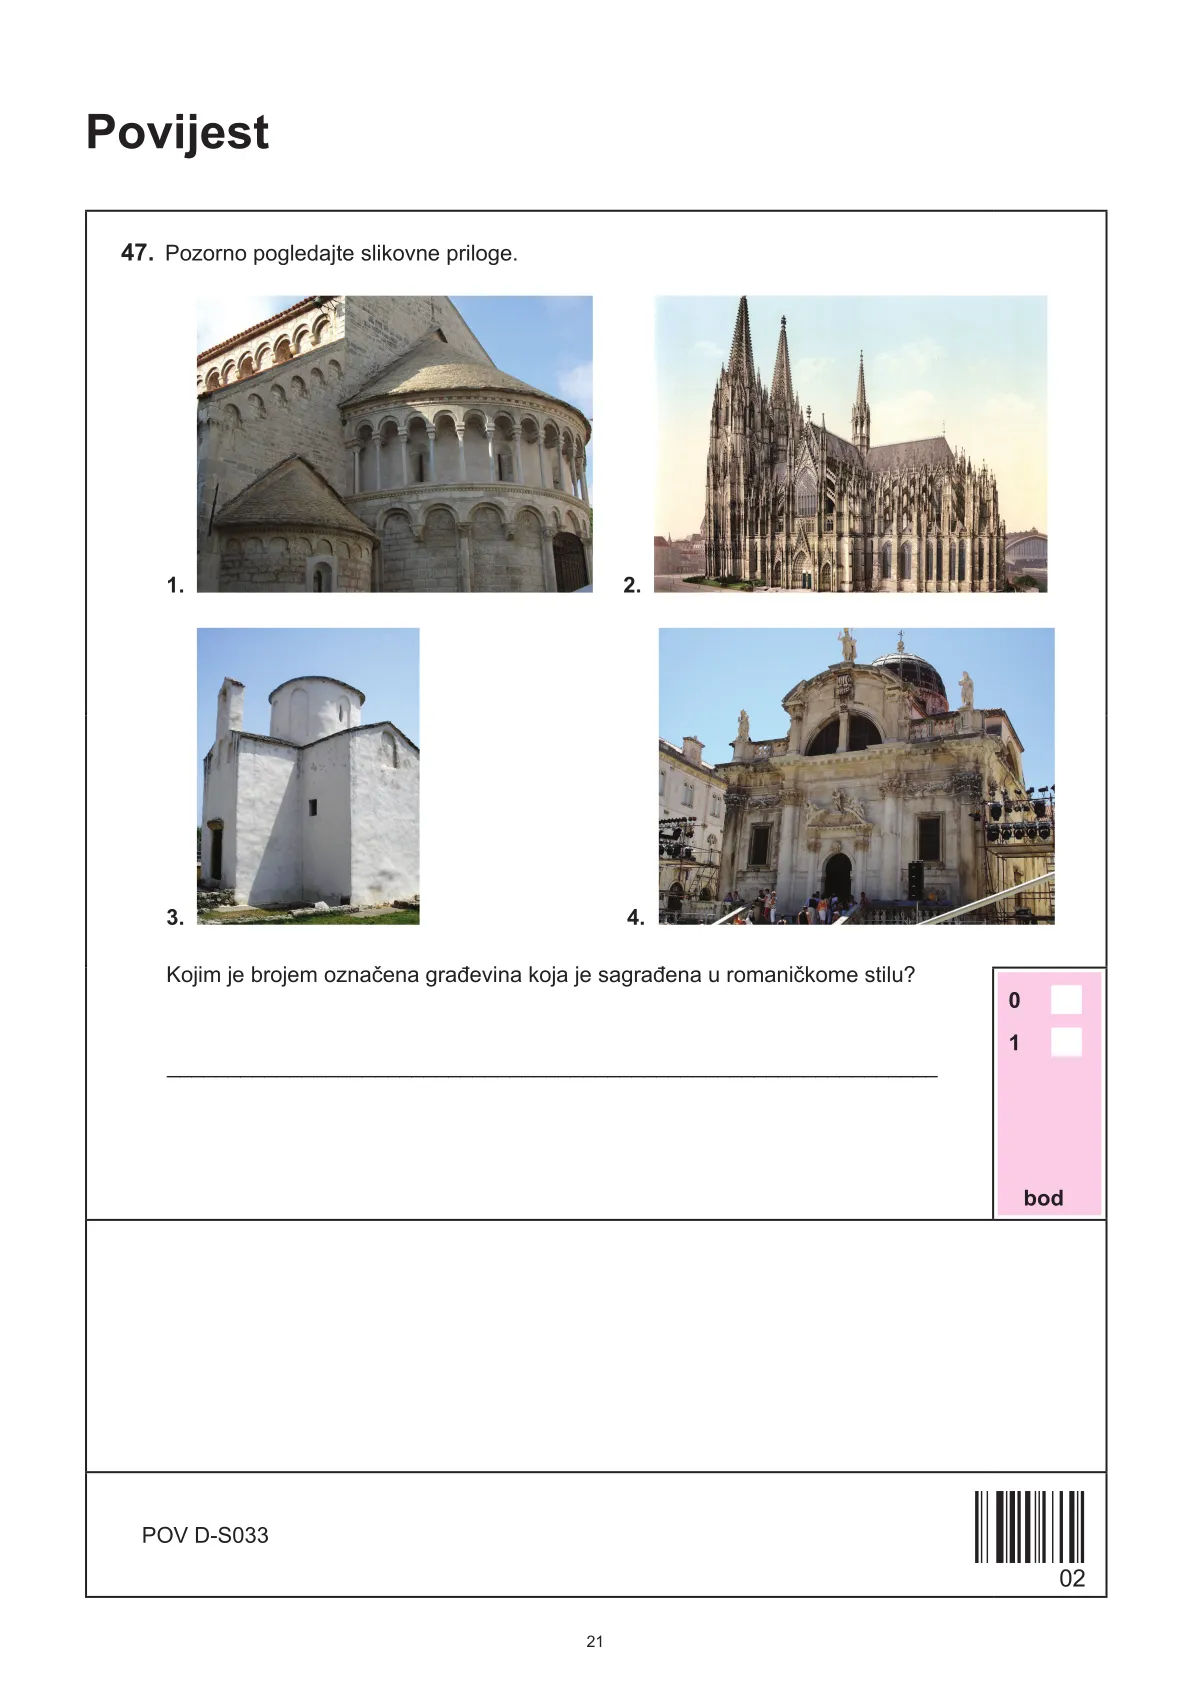 Povijest
47. Pozorno pogledajte slikovne priloge.
1.
2.
3.
4.
Kojim je brojem označena građevina koja je sagrađena u romaničkome stilu?
0
1
bod
POV D-S033
02
21